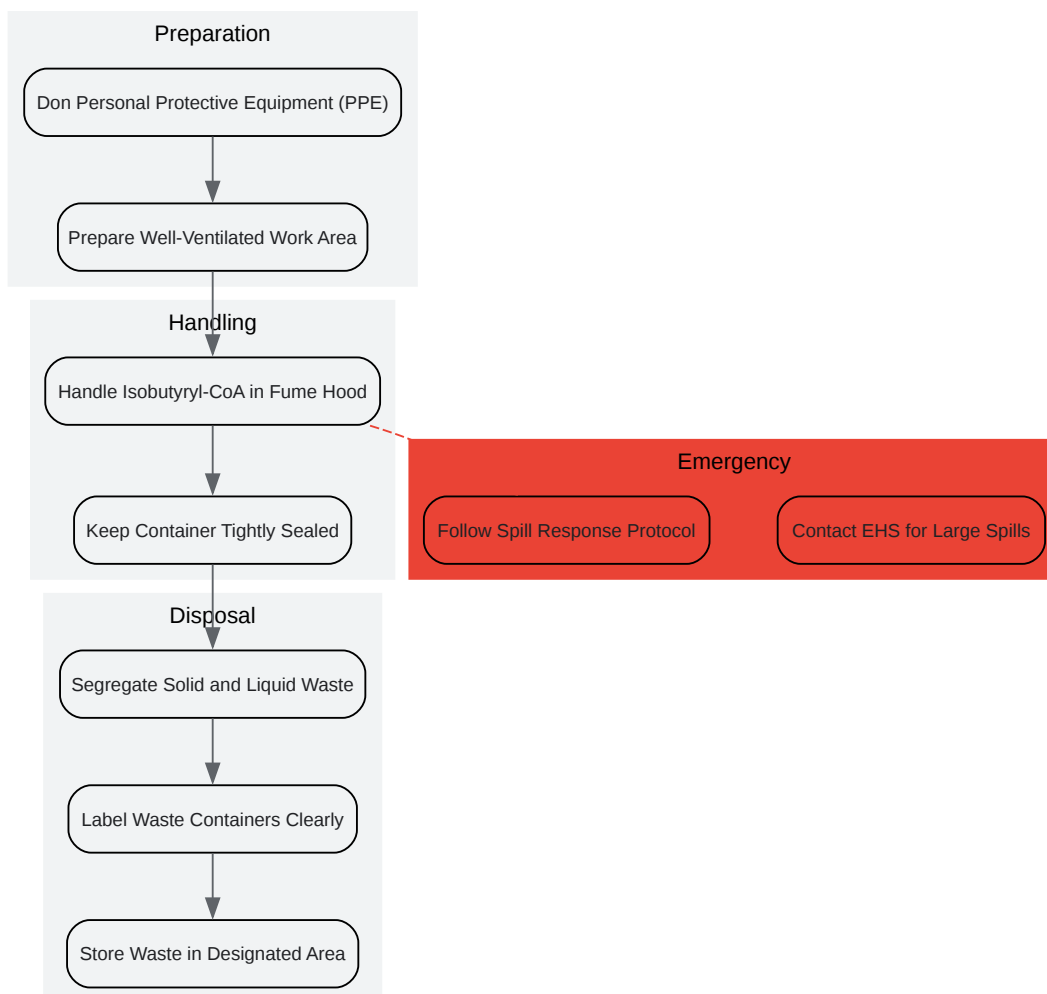 Preparation
Don Personal Protective Equipment (PPE)
Prepare Well-Ventilated Work Area
Handling
Handle Isobutyryl-CoA in Fume Hood
Keep Container Tightly Sealed
Emergency
Follow Spill Response Protocol
Contact EHS for Large Spills
Disposal
Segregate Solid and Liquid Waste
Label Waste Containers Clearly
Store Waste in Designated Area